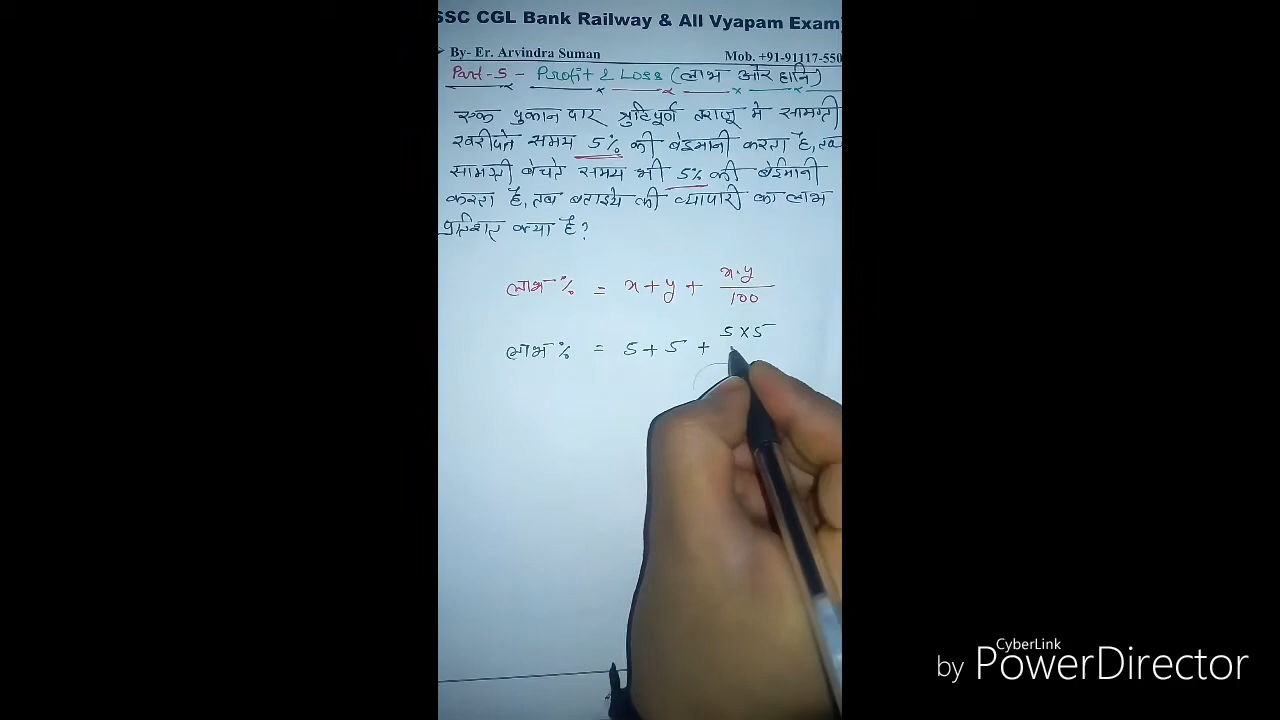 SSC CGL Bank Railway & All Vyapam Exam
By- Er. Arvindra Suman Mob. +91-91117-550
Part-5 - Profit & Loss (लाभ और हानि)
एक दुकानदार त्रुटिपूर्ण तराजू से सामग्री
खरीदते समय 5% की बेईमानी करता है, तथा
सामग्री बेचते समय भी 5% की बेईमानी
करता है, तब बताइये की व्यापारी का लाभ
प्रतिशत क्या है?
लाभ % = x + y + x.y
100
लाभ % = 5 + 5 + 5 x 5
CyberLink
by PowerDirector